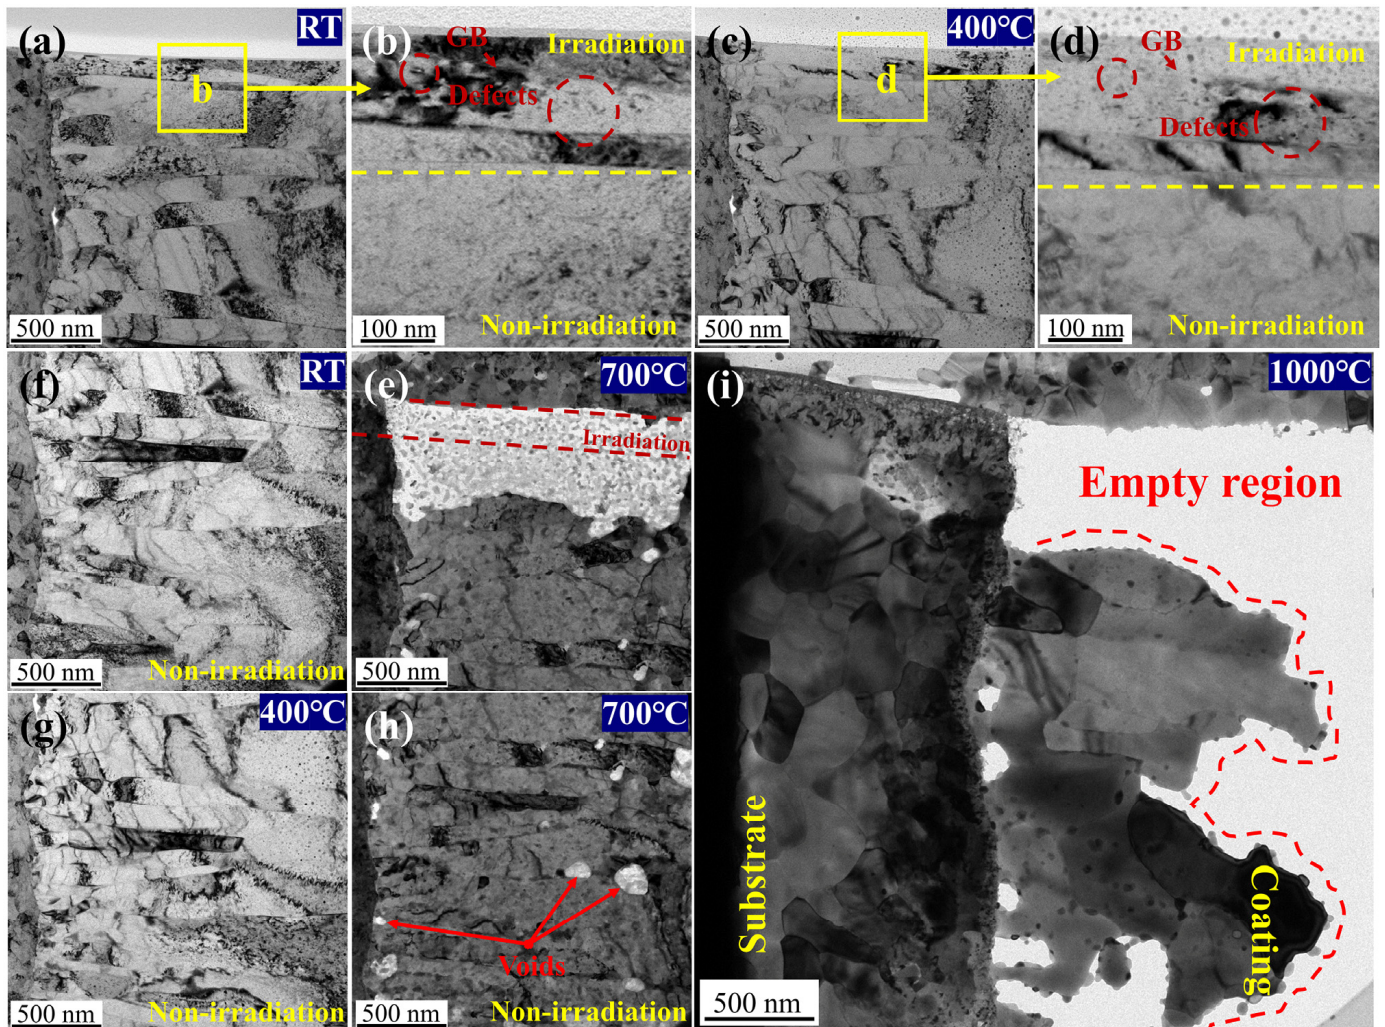 (a)
RT
b
500 nm
(b)
GB
Irradiation
Defects
100 nm
Non-irradiation
(c)
400℃
d
500 nm
(d)
GB
Irradiation
Defects
100 nm
Non-irradiation
(f)
RT
500 nm
Non-irradiation
(e)
700℃
Irradiation
500 nm
(i)
1000℃
Empty region
Substrate
Coating
500 nm
(g)
400℃
500 nm
Non-irradiation
(h)
700℃
Voids
500 nm
Non-irradiation